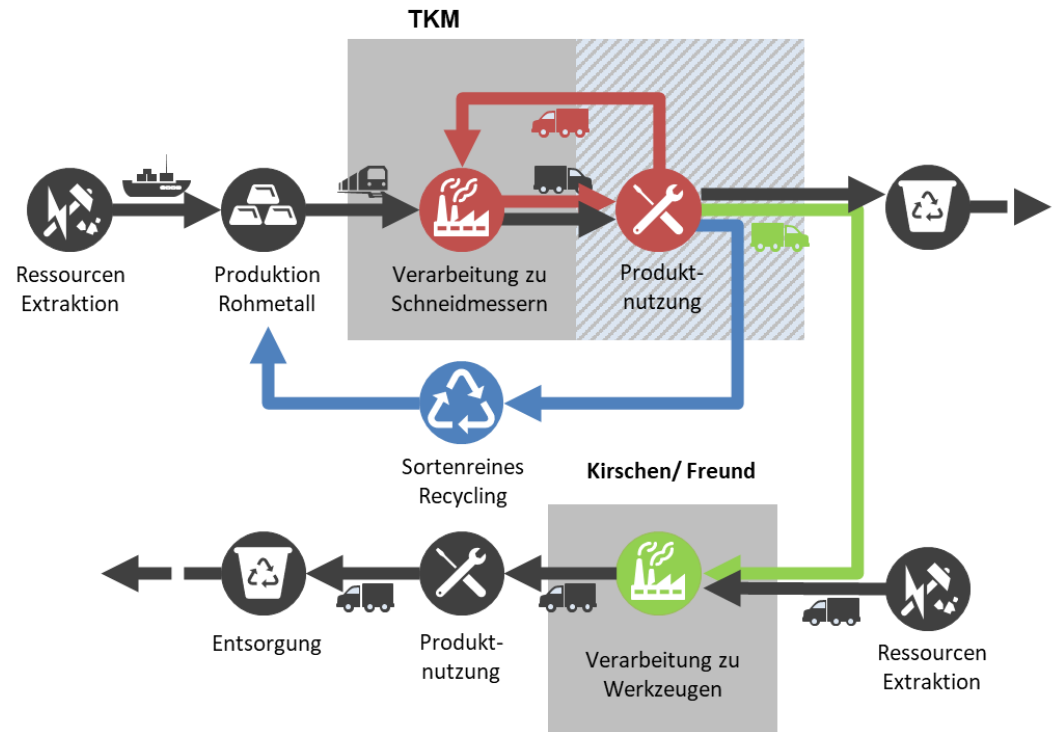 TKM
Ressourcen
Extraktion
Produktion
Rohmetall
Verarbeitung zu
Schneidmessern
Produkt-
nutzung
Sortenreines
Recycling
Kirschen/ Freund
Entsorgung
Produkt-
nutzung
Verarbeitung zu
Werkzeugen
Ressourcen
Extraktion